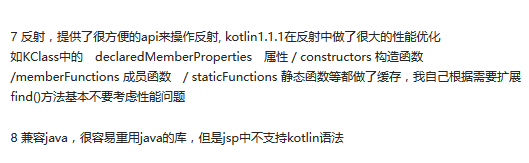 7 反射，提供了很方便的api来操作反射, kotlin1.1.1在反射中做了很大的性能优化
如KClass中的 declaredMemberProperties 属性 / constructors 构造函数
/memberFunctions 成员函数 / staticFunctions 静态函数等都做了缓存，我自己根据需要扩展
find()方法基本不要考虑性能问题
8 兼容java，很容易重用java的库，但是jsp中不支持kotlin语法